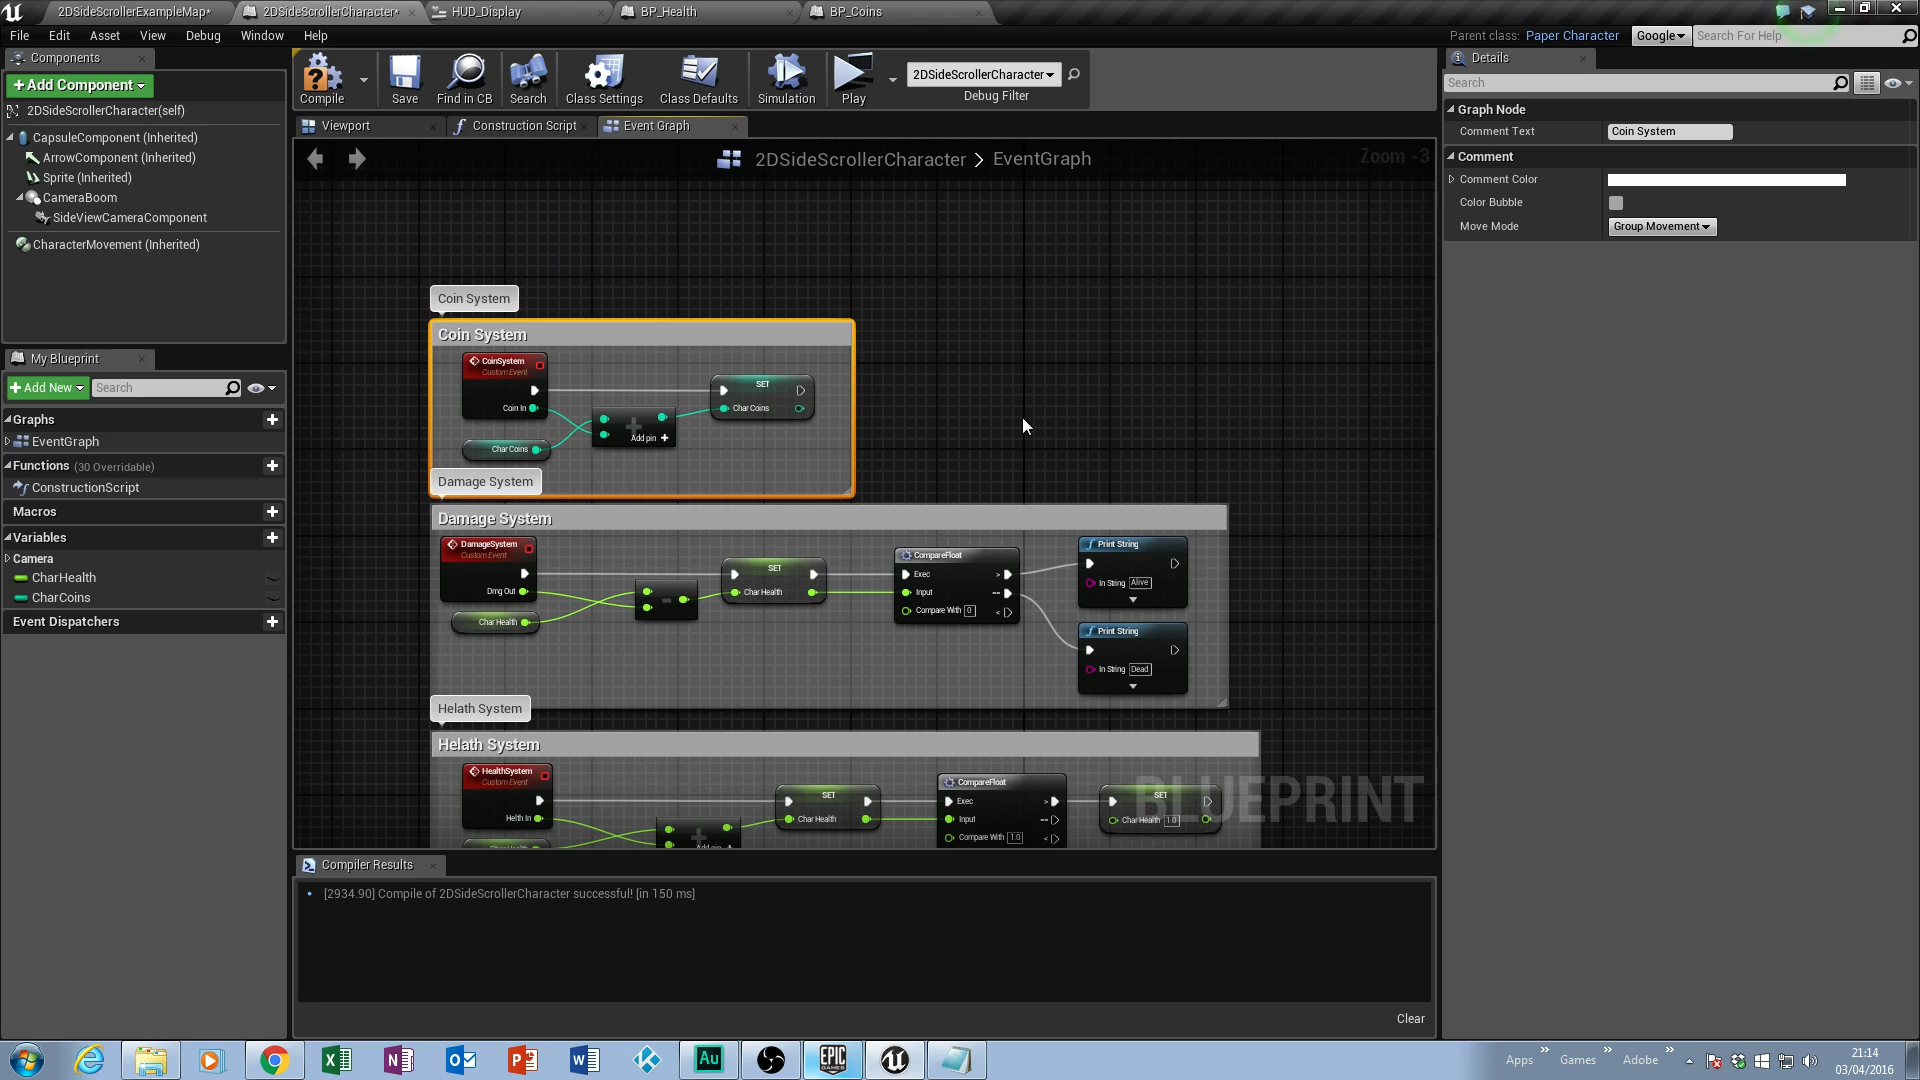 2DSideScrollerExampleMap*
2DSideScrollerCharacter*
HUD_Display
BP_Health
BP_Coins
File Edit Asset View Debug Window Help
Parent class: Paper Character
Google
Search For Help
Components
Add Component
2DSideScrollerCharacter(self)
CapsuleComponent (Inherited)
ArrowComponent (Inherited)
Sprite (Inherited)
CameraBoom
SideViewCameraComponent
CharacterMovement (Inherited)
Compile
Save
Find in CB
Search
Class Settings
Class Defaults
Simulation
Play
2DSideScrollerCharacter
Debug Filter
Viewport
Construction Script
Event Graph
2DSideScrollerCharacter > EventGraph
Zoom -3
My Blueprint
Add New
Search
Graphs
EventGraph
Functions (30 Overridable)
ConstructionScript
Macros
Variables
Camera
CharHealth
CharCoins
Event Dispatchers
Coin System
Coin System
CoinSystem
Custom Event
Coin In
Char Coins
Add pin
SET
Char Coins
Damage System
Damage System
DamageSystem
Custom Event
Dmg Out
Char Health
SET
Char Health
CompareFloat
Exec >
Input ==
Compare With 0 <
Print String
In String Alive
Print String
In String Dead
Helath System
Helath System
HealthSystem
Custom Event
Helth In
Char Health
Add pin
SET
Char Health
CompareFloat
Exec >
Input ==
Compare With 1.0 <
SET
Char Health 1.0
BLUEPRINT
Compiler Results
[2934.90] Compile of 2DSideScrollerCharacter successful! [in 150 ms]
Clear
Details
Search
Graph Node
Comment Text Coin System
Comment
Comment Color
Color Bubble
Move Mode Group Movement
Au
EPIC
GAMES
Apps »
Games »
Adobe »
21:14
03/04/2016